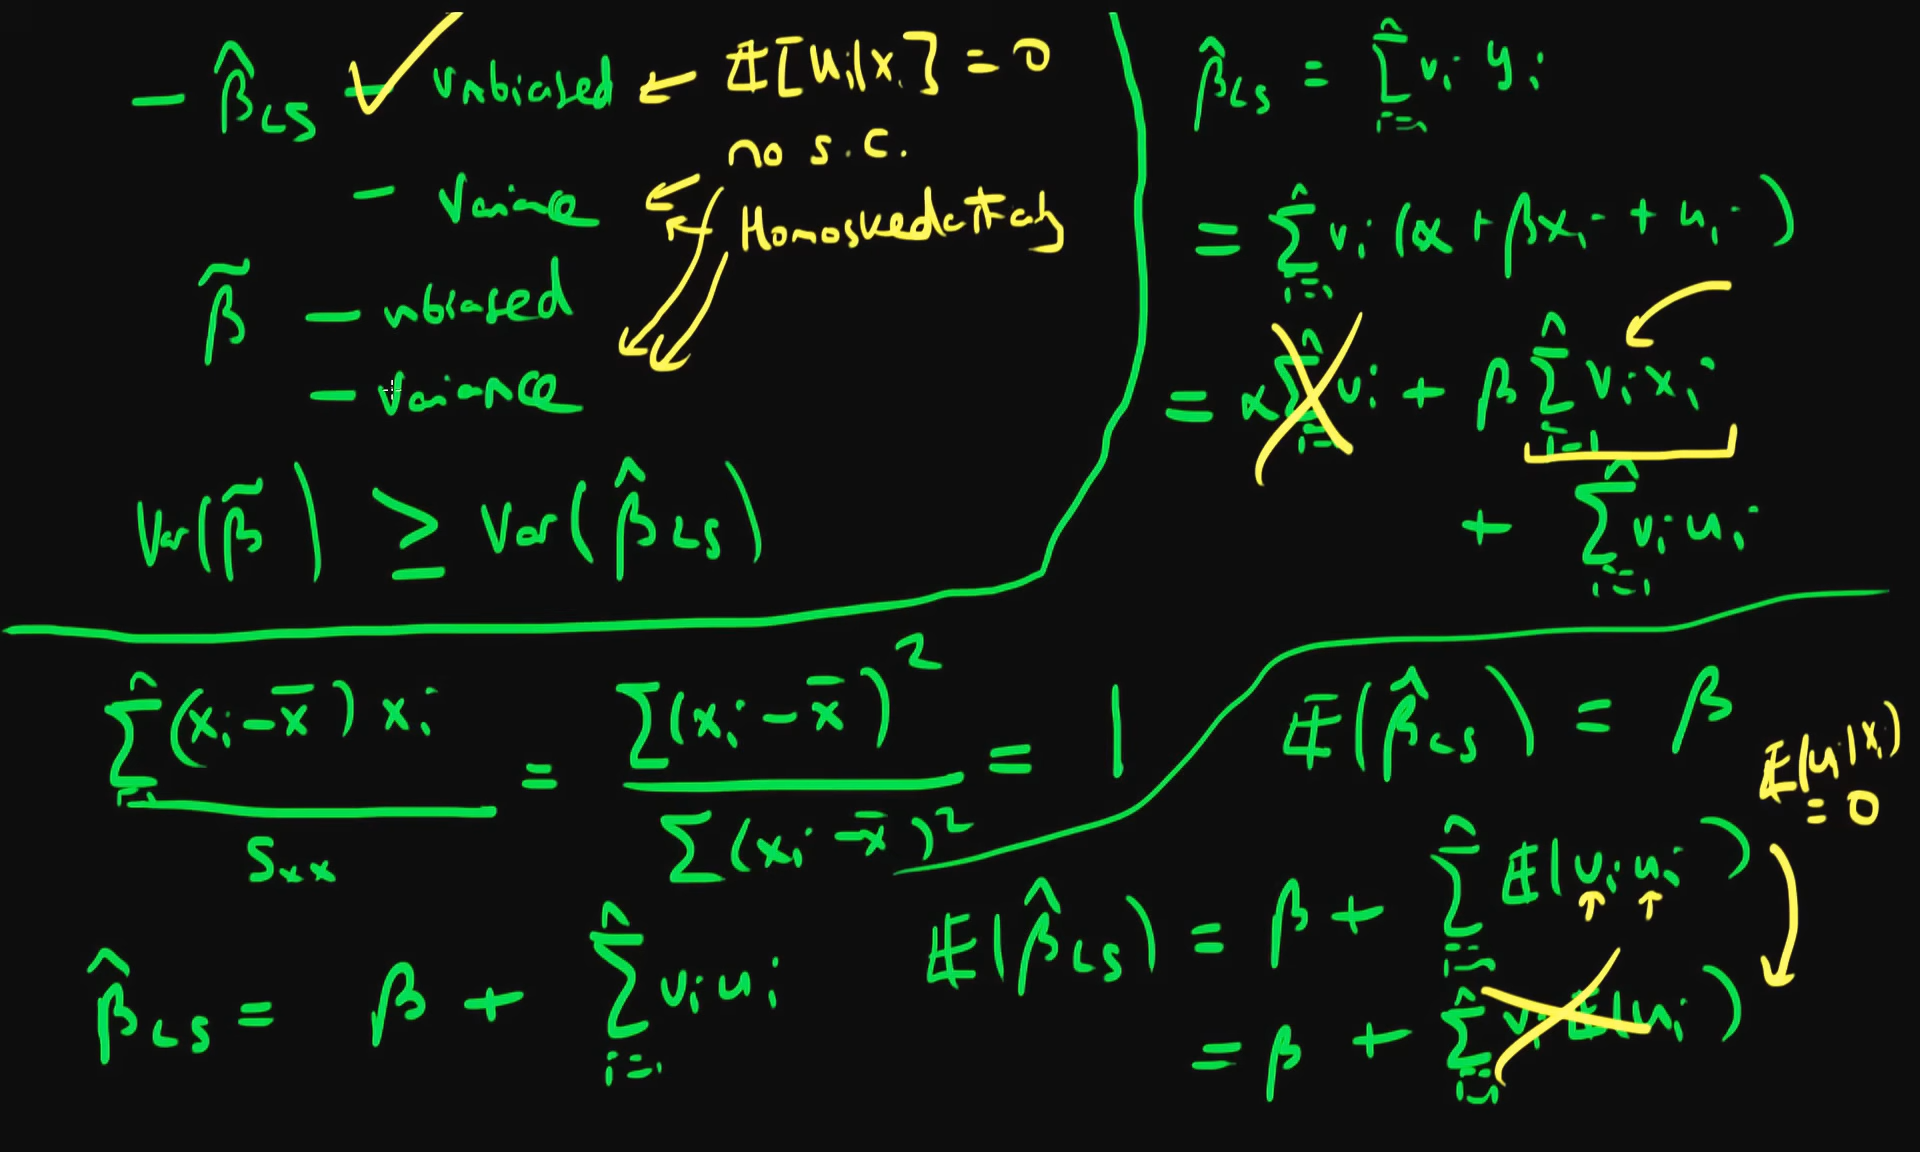 - β̂LS - unbiased ← E[ui|xi] = 0
no s.c.
- Variance
Homoskedasticity
β̃ - unbiased
- Variance
Var(β̃) ≥ Var(β̂LS)
β̂LS = Σ vi yi
= Σ vi (α + βxi + ui)
= α Σ vi + β Σ vi xi
+ Σ vi ui
Σ(xi - x̄) xi / Sxx = Σ(xi - x̄)² / Σ(xi - x̄)² = 1
β̂LS = β + Σ vi ui
E(β̂LS) = β
E(ui|xi) = 0
E(β̂LS) = β + Σ E(vi ui)
= β + Σ vi E(ui)